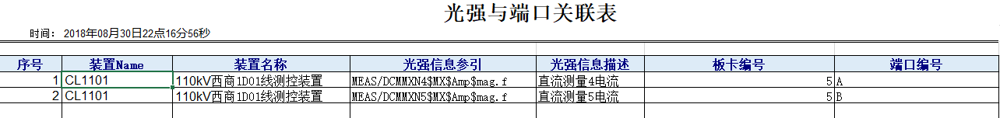 光强与端口关联表
时间： 2018年08月30日22点16分56秒
序号 装置Name 装置名称 光强信息参引 光强信息描述 板卡编号 端口编号
1 CL1101 110kV西商1D01线测控装置 MEAS/DCMMXN4$MX$Amp$mag.f 直流测量4电流 5 A
2 CL1101 110kV西商1D01线测控装置 MEAS/DCMMXN5$MX$Amp$mag.f 直流测量5电流 5 B